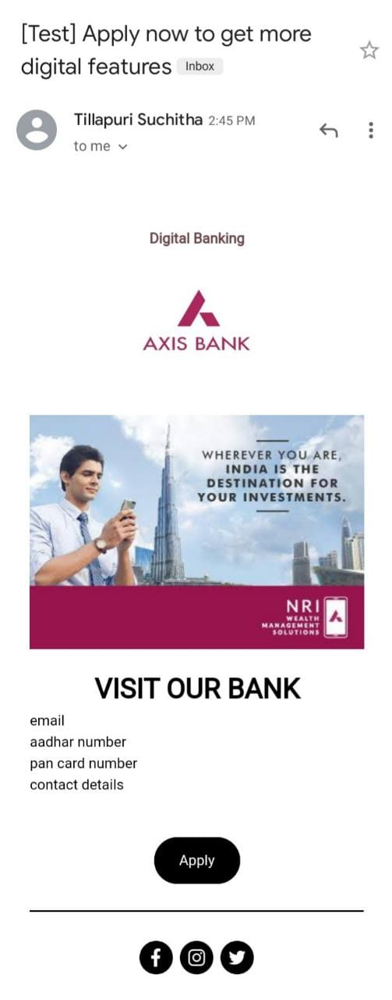 [Test] Apply now to get more
digital features Inbox
Tillapuri Suchitha 2:45 PM
to me
Digital Banking
AXIS BANK
WHEREVER YOU ARE,
INDIA IS THE
DESTINATION FOR
YOUR INVESTMENTS.
NRI
WEALTH
MANAGEMENT
SOLUTIONS
VISIT OUR BANK
email
aadhar number
pan card number
contact details
Apply